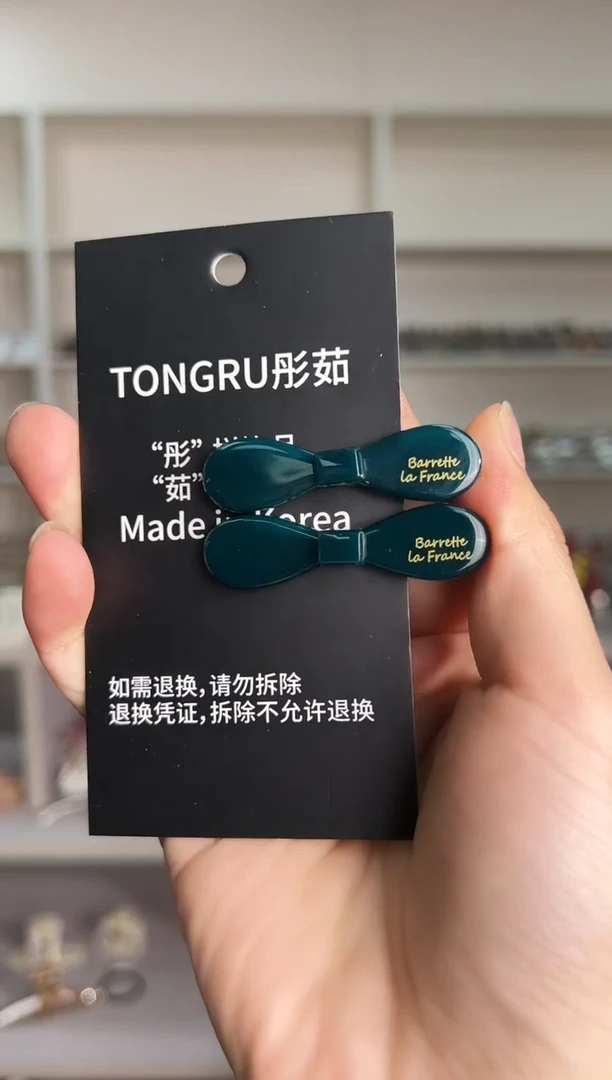 TONGRU彤茹
“彤”
“茹”
Made in Korea
Barrette
la France
Barrette
la France
如需退换,请勿拆除
退换凭证,拆除不允许退换